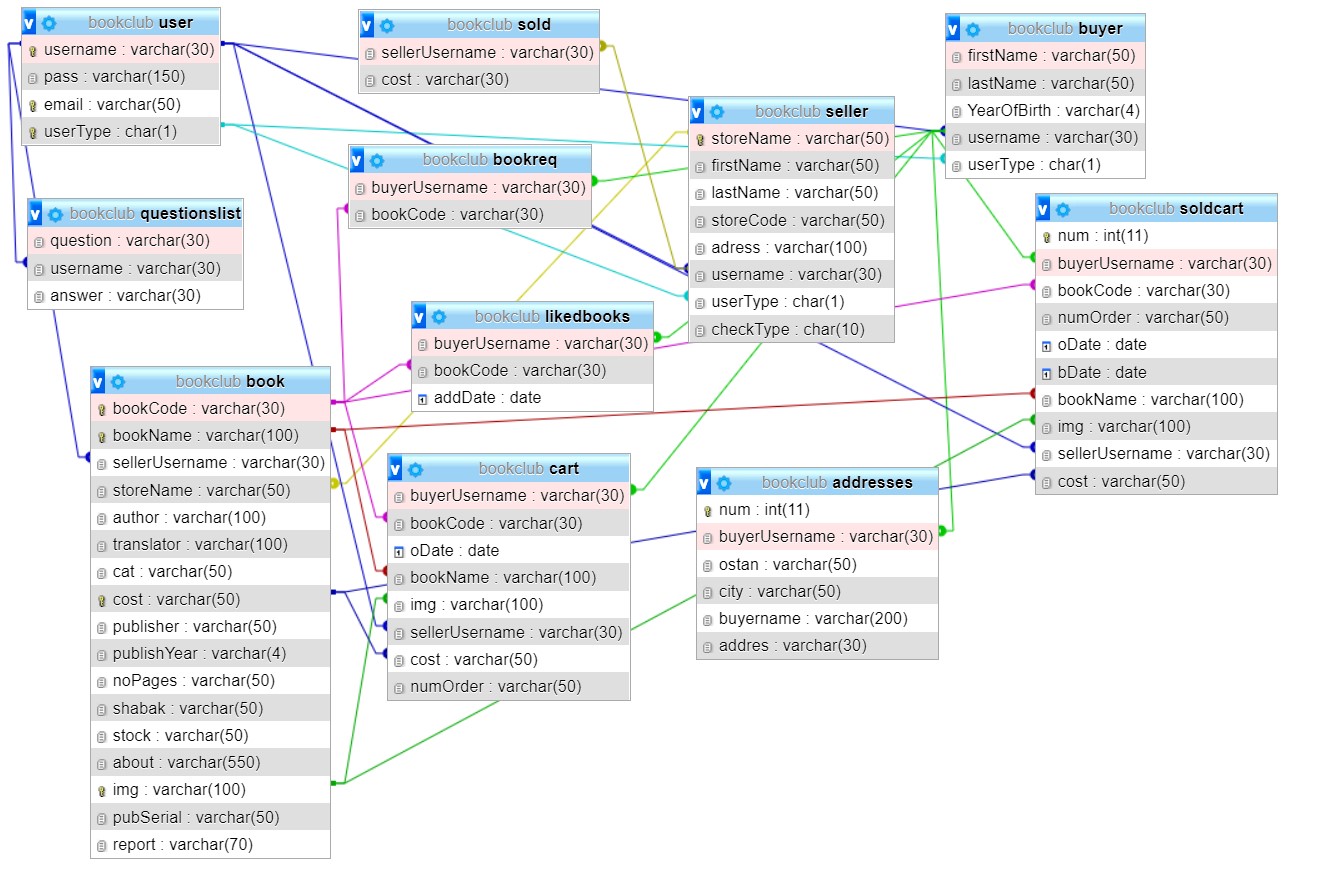 bookclub user
username : varchar(30)
pass : varchar(150)
email : varchar(50)
userType : char(1)
bookclub sold
sellerUsername : varchar(30)
cost : varchar(30)
bookclub buyer
firstName : varchar(50)
lastName : varchar(50)
YearOfBirth : varchar(4)
username : varchar(30)
userType : char(1)
bookclub seller
storeName : varchar(50)
firstName : varchar(50)
lastName : varchar(50)
storeCode : varchar(50)
adress : varchar(100)
username : varchar(30)
userType : char(1)
checkType : char(10)
bookclub bookreq
buyerUsername : varchar(30)
bookCode : varchar(30)
bookclub questionslist
question : varchar(30)
username : varchar(30)
answer : varchar(30)
bookclub soldcart
num : int(11)
buyerUsername : varchar(30)
bookCode : varchar(30)
numOrder : varchar(50)
oDate : date
bDate : date
bookName : varchar(100)
img : varchar(100)
sellerUsername : varchar(30)
cost : varchar(50)
bookclub likedbooks
buyerUsername : varchar(30)
bookCode : varchar(30)
addDate : date
bookclub book
bookCode : varchar(30)
bookName : varchar(100)
sellerUsername : varchar(30)
storeName : varchar(50)
author : varchar(100)
translator : varchar(100)
cat : varchar(50)
cost : varchar(50)
publisher : varchar(50)
publishYear : varchar(4)
noPages : varchar(50)
shabak : varchar(50)
stock : varchar(50)
about : varchar(550)
img : varchar(100)
pubSerial : varchar(50)
report : varchar(70)
bookclub cart
buyerUsername : varchar(30)
bookCode : varchar(30)
oDate : date
bookName : varchar(100)
img : varchar(100)
sellerUsername : varchar(30)
cost : varchar(50)
numOrder : varchar(50)
bookclub addresses
num : int(11)
buyerUsername : varchar(30)
ostan : varchar(50)
city : varchar(50)
buyername : varchar(200)
addres : varchar(30)